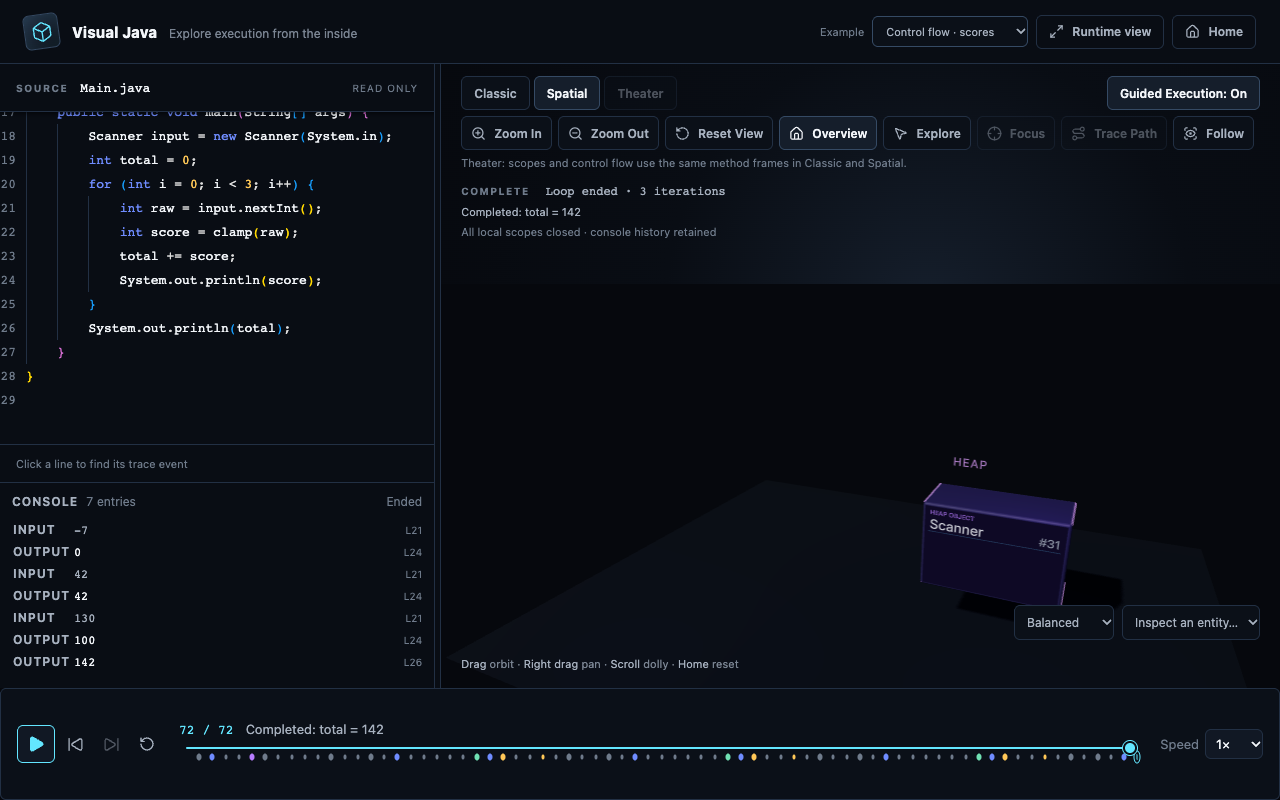 Visual Java Explore execution from the inside
Example Control flow · scores Runtime view Home
SOURCE Main.java READ ONLY
17 public static void main(String[] args) {
18 Scanner input = new Scanner(System.in);
19 int total = 0;
20 for (int i = 0; i < 3; i++) {
21 int raw = input.nextInt();
22 int score = clamp(raw);
23 total += score;
24 System.out.println(score);
25 }
26 System.out.println(total);
27 }
28 }
29
Click a line to find its trace event
CONSOLE 7 entries Ended
INPUT −7 L21
OUTPUT 0 L24
INPUT 42 L21
OUTPUT 42 L24
INPUT 130 L21
OUTPUT 100 L24
OUTPUT 142 L26
Classic Spatial Theater Guided Execution: On
Zoom In Zoom Out Reset View Overview Explore Focus Trace Path Follow
Theater: scopes and control flow use the same method frames in Classic and Spatial.
COMPLETE Loop ended · 3 iterations
Completed: total = 142
All local scopes closed · console history retained
HEAP
HEAP OBJECT
Scanner
#31
Balanced Inspect an entity…
Drag orbit · Right drag pan · Scroll dolly · Home reset
72 / 72 Completed: total = 142
Speed 1×